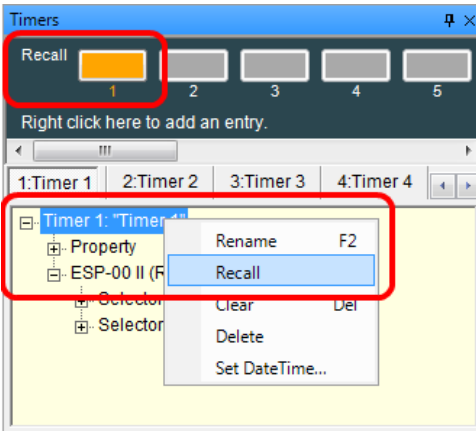 Timers
Recall
1 2 3 4 5
Right click here to add an entry.
1:Timer 1 2:Timer 2 3:Timer 3 4:Timer 4
Timer 1: "Timer 1"
Property
Rename F2
ESP-00 II (R
Recall
Selector
Clear Del
Selector
Delete
Set DateTime...